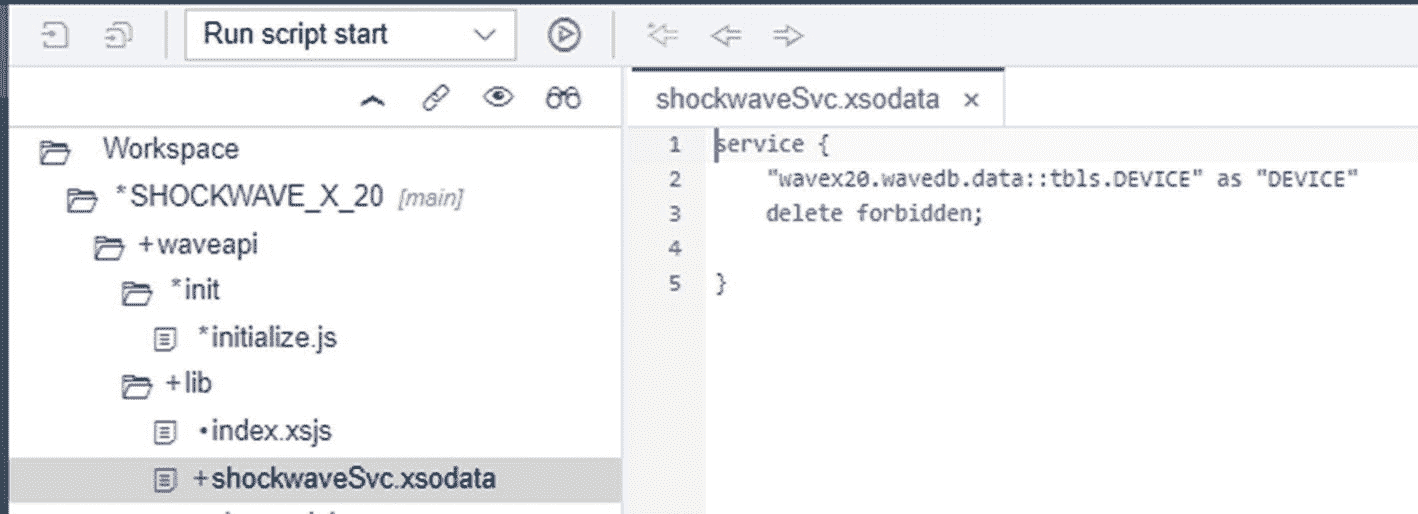 Run script start
Workspace
*SHOCKWAVE_X_20 [main]
+waveapi
*init
*initialize.js
+lib
•index.xsjs
+shockwaveSvc.xsodata
shockwaveSvc.xsodata ×
1 service {
2 "wavex20.wavedb.data::tbls.DEVICE" as "DEVICE"
3 delete forbidden;
4
5 }